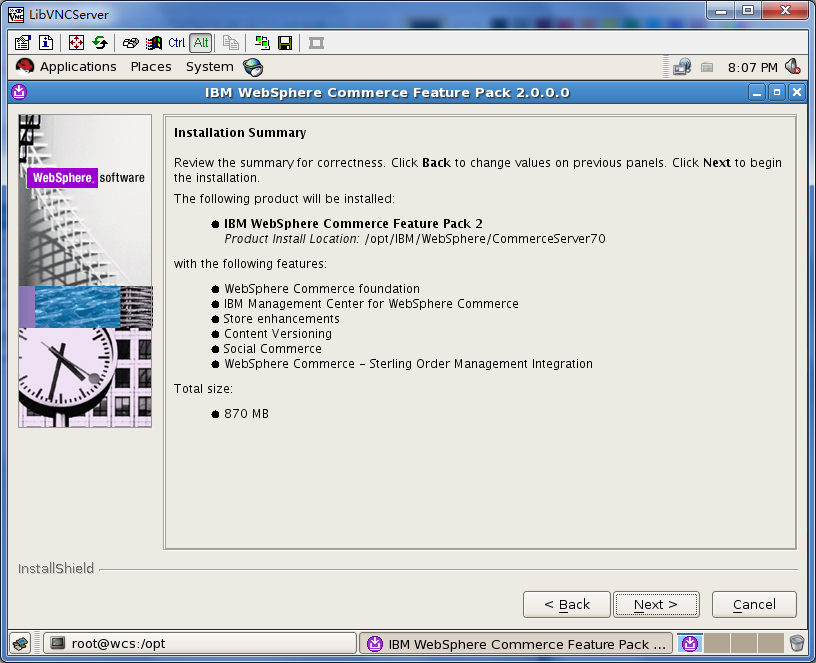 LibVNCServer
Ctrl Alt
Applications Places System 8:07 PM
IBM WebSphere Commerce Feature Pack 2.0.0.0
WebSphere. software
Installation Summary
Review the summary for correctness. Click Back to change values on previous panels. Click Next to begin
the installation.
The following product will be installed:
IBM WebSphere Commerce Feature Pack 2
Product Install Location: /opt/IBM/WebSphere/CommerceServer70
with the following features:
WebSphere Commerce foundation
IBM Management Center for WebSphere Commerce
Store enhancements
Content Versioning
Social Commerce
WebSphere Commerce – Sterling Order Management Integration
Total size:
870 MB
InstallShield
< Back Next > Cancel
root@wcs:/opt IBM WebSphere Commerce Feature Pack ...